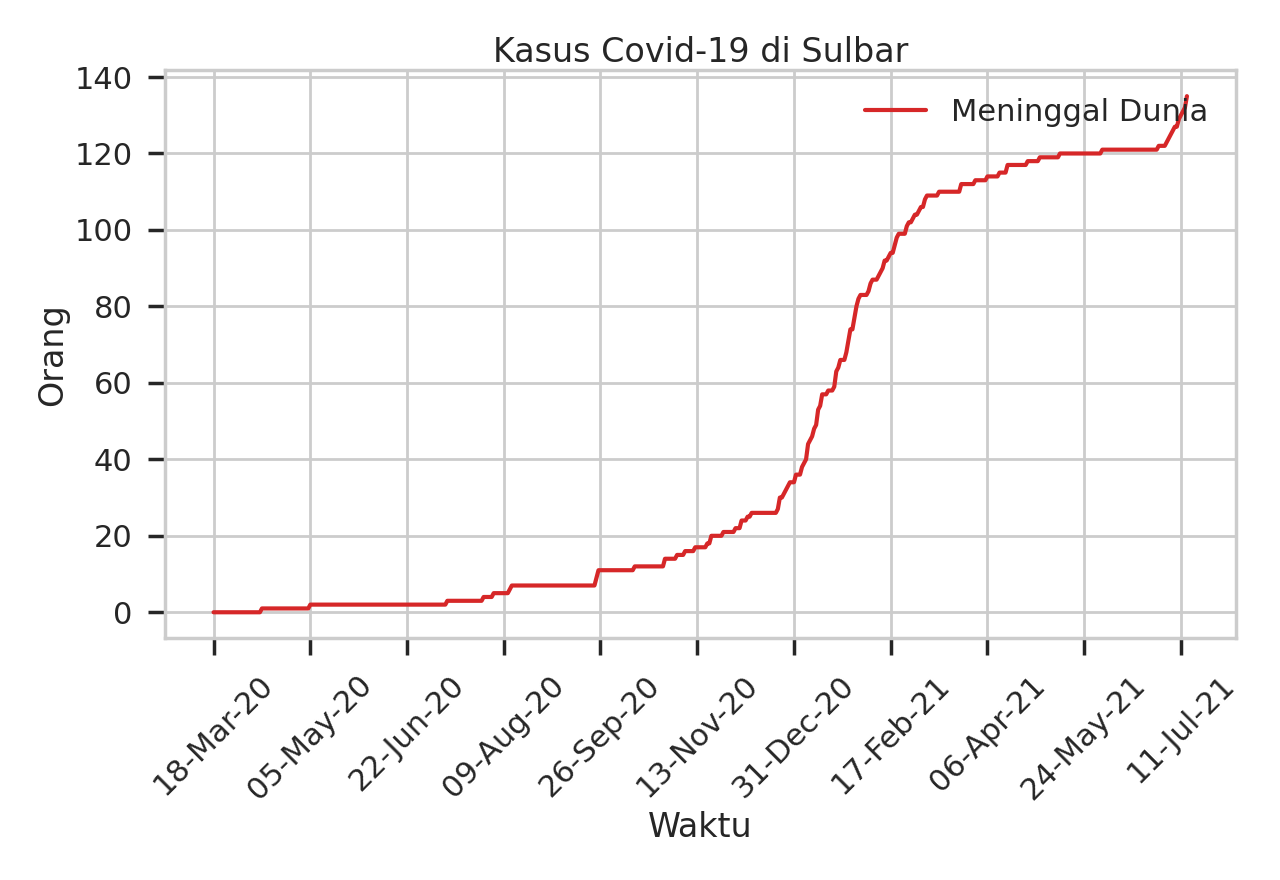 Kasus Covid-19 di Sulbar
Meninggal Dunia
Orang
140
120
100
80
60
40
20
0
18-Mar-20
05-May-20
22-Jun-20
09-Aug-20
26-Sep-20
13-Nov-20
31-Dec-20
17-Feb-21
06-Apr-21
24-May-21
11-Jul-21
Waktu